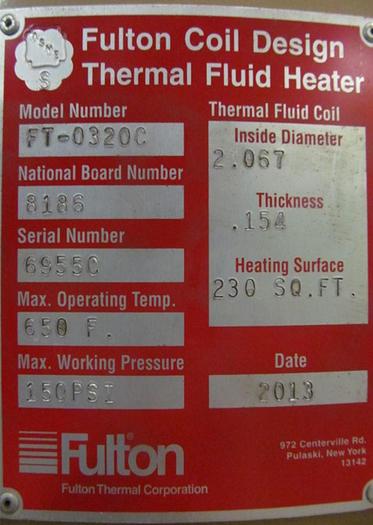 ASME
S
Fulton Coil Design
Thermal Fluid Heater
Model Number
FT-0320C
National Board Number
8186
Serial Number
6955C
Max. Operating Temp.
650 F.
Max. Working Pressure
150PSI
Thermal Fluid Coil
Inside Diameter
2.067
Thickness
.154
Heating Surface
230 SQ.FT.
Date
2013
Fulton
Fulton Thermal Corporation
972 Centerville Rd.
Pulaski, New York
13142